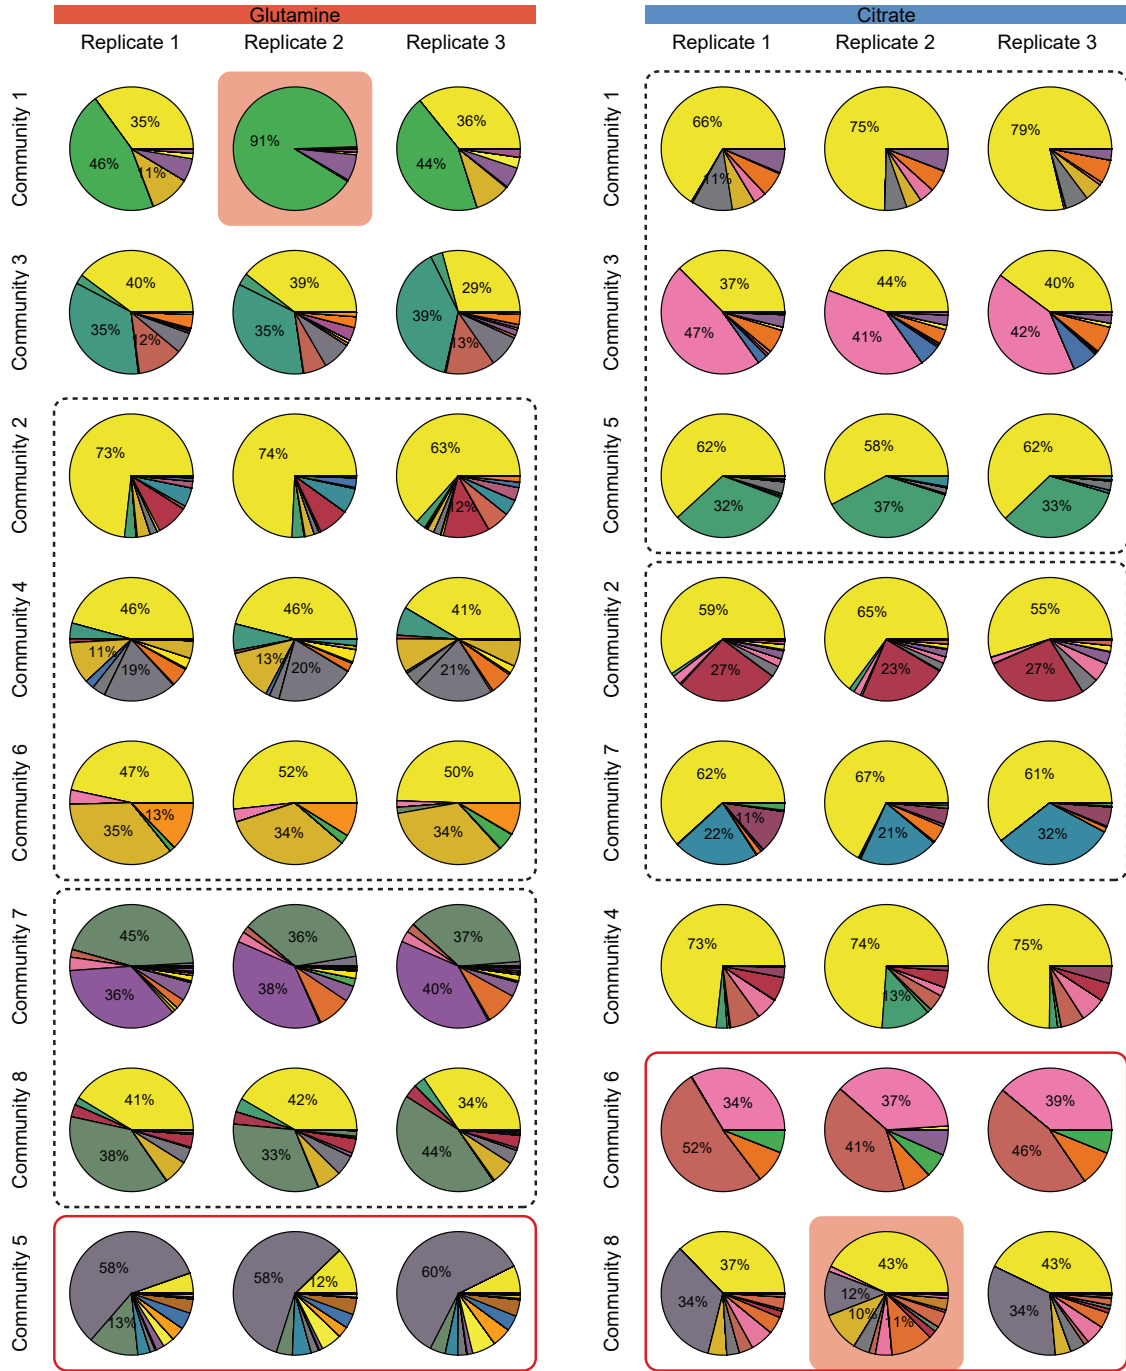 Glutamine
Citrate
Replicate 1 Replicate 2 Replicate 3
Replicate 1 Replicate 2 Replicate 3
Community 1
35% 46% 11%
91%
36% 44%
Community 3
40% 35% 12%
39% 35%
29% 39% 13%
Community 2
73%
74%
63% 12%
Community 4
46% 11% 19%
46% 13% 20%
41% 21%
Community 6
47% 13% 35%
52% 34%
50% 34%
Community 7
45% 36%
36% 38%
37% 40%
Community 8
41% 38%
42% 33%
34% 44%
Community 5
58% 13%
58% 12%
60%
Community 1
66% 11%
75%
79%
Community 3
37% 47%
44% 41%
40% 42%
Community 5
62% 32%
58% 37%
62% 33%
Community 2
59% 27%
65% 23%
55% 27%
Community 7
62% 11% 22%
67% 21%
61% 32%
Community 4
73%
74% 13%
75%
Community 6
34% 52%
37% 41%
39% 46%
Community 8
37% 34%
43% 12% 10% 11%
43% 34%